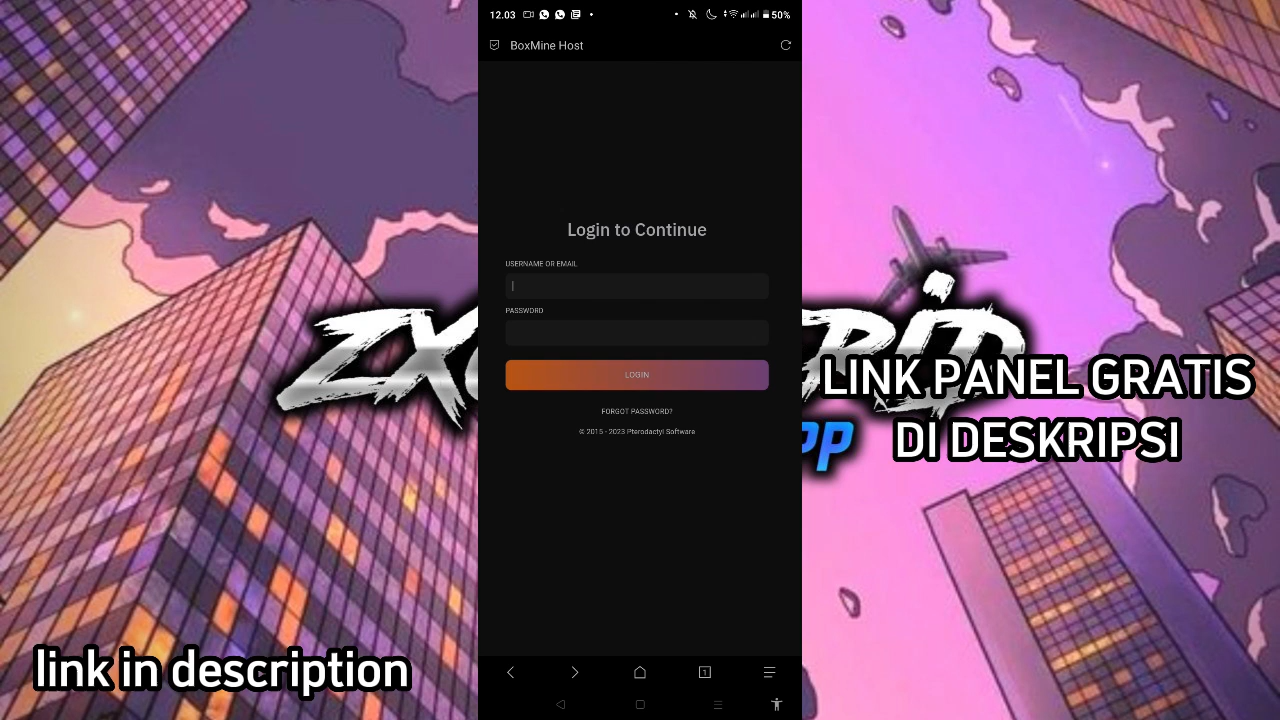 12.03
50%
BoxMine Host
Login to Continue
USERNAME OR EMAIL
PASSWORD
LOGIN
FORGOT PASSWORD?
© 2015 - 2023 Pterodactyl Software
1
LINK PANEL GRATIS
DI DESKRIPSI
link in description